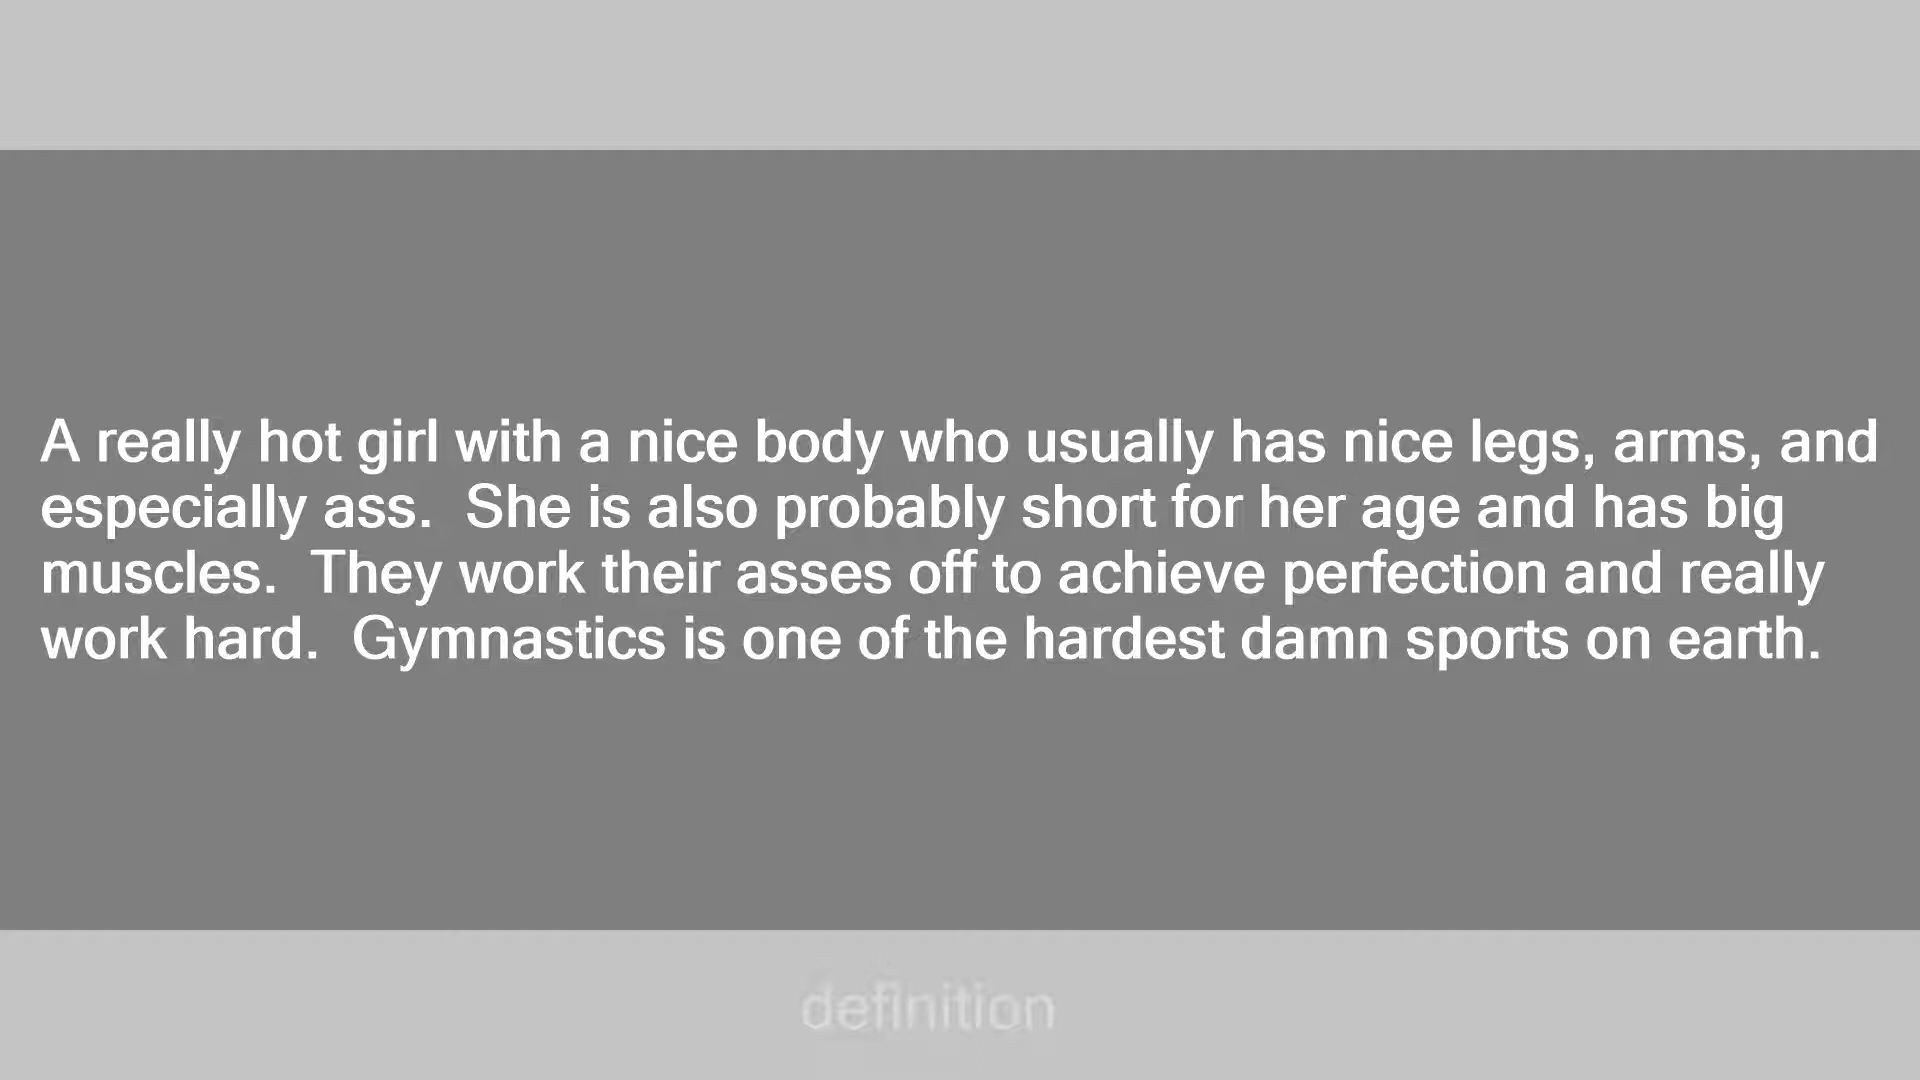 A really hot girl with a nice body who usually has nice legs, arms, and
especially ass.  She is also probably short for her age and has big
muscles.  They work their asses off to achieve perfection and really
work hard.  Gymnastics is one of the hardest damn sports on earth.
definition